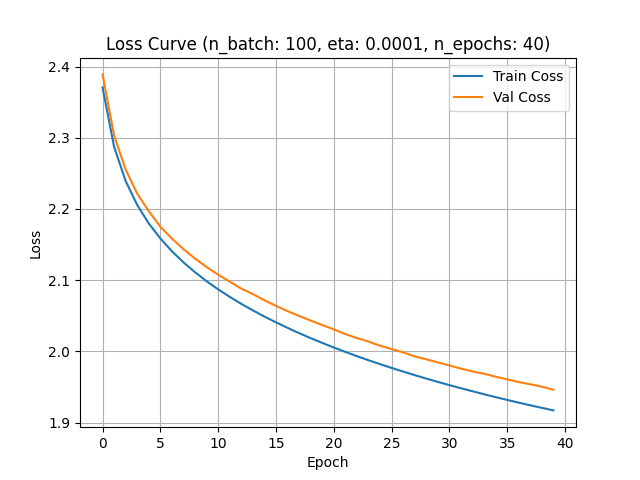 Loss Curve (n_batch: 100, eta: 0.0001, n_epochs: 40)
2.4
2.3
2.2
2.1
2.0
1.9
Loss
Train Coss
Val Coss
0 5 10 15 20 25 30 35 40
Epoch